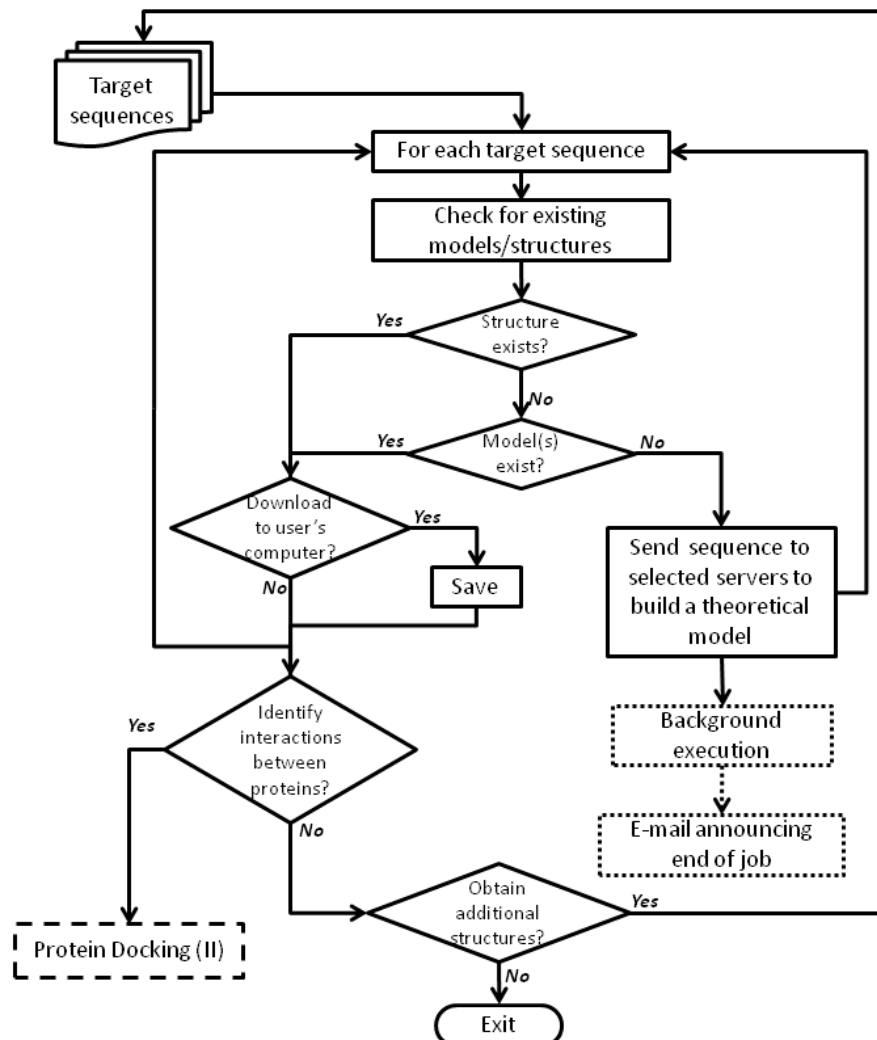 Target
sequences
For each target sequence
Check for existing
models/structures
Yes
Structure
exists?
No
Yes
Model(s)
exist?
No
Download
to user's
computer?
Yes
No
Save
Send sequence to
selected servers to
build a theoretical
model
Yes
Identify
interactions
between
proteins?
No
Background
execution
E-mail announcing
end of job
Obtain
additional
structures?
Yes
No
Protein Docking (II)
Exit